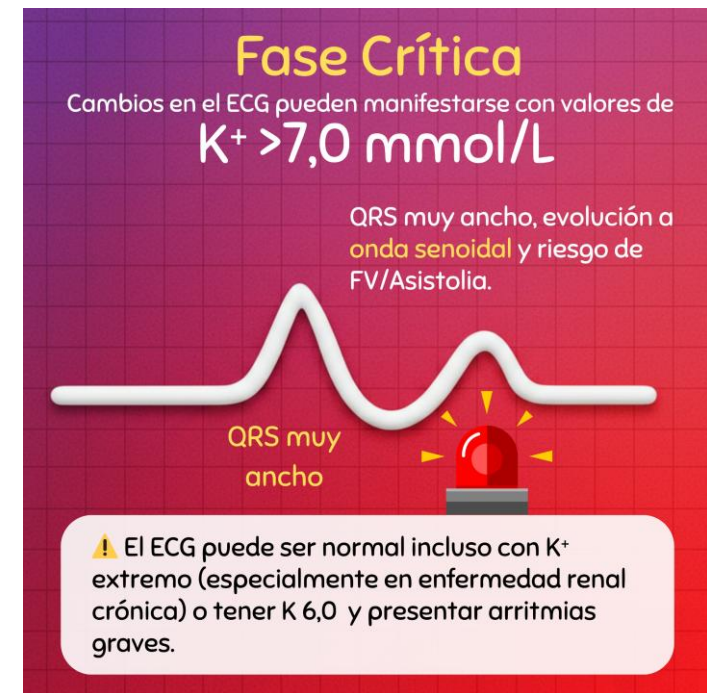 Fase Crítica
Cambios en el ECG pueden manifestarse con valores de
K⁺ >7,0 mmol/L
QRS muy ancho, evolución a
onda senoidal y riesgo de
FV/Asistolia.
QRS muy
ancho
⚠️ El ECG puede ser normal incluso con K⁺
extremo (especialmente en enfermedad renal
crónica) o tener K 6,0 y presentar arritmias
graves.